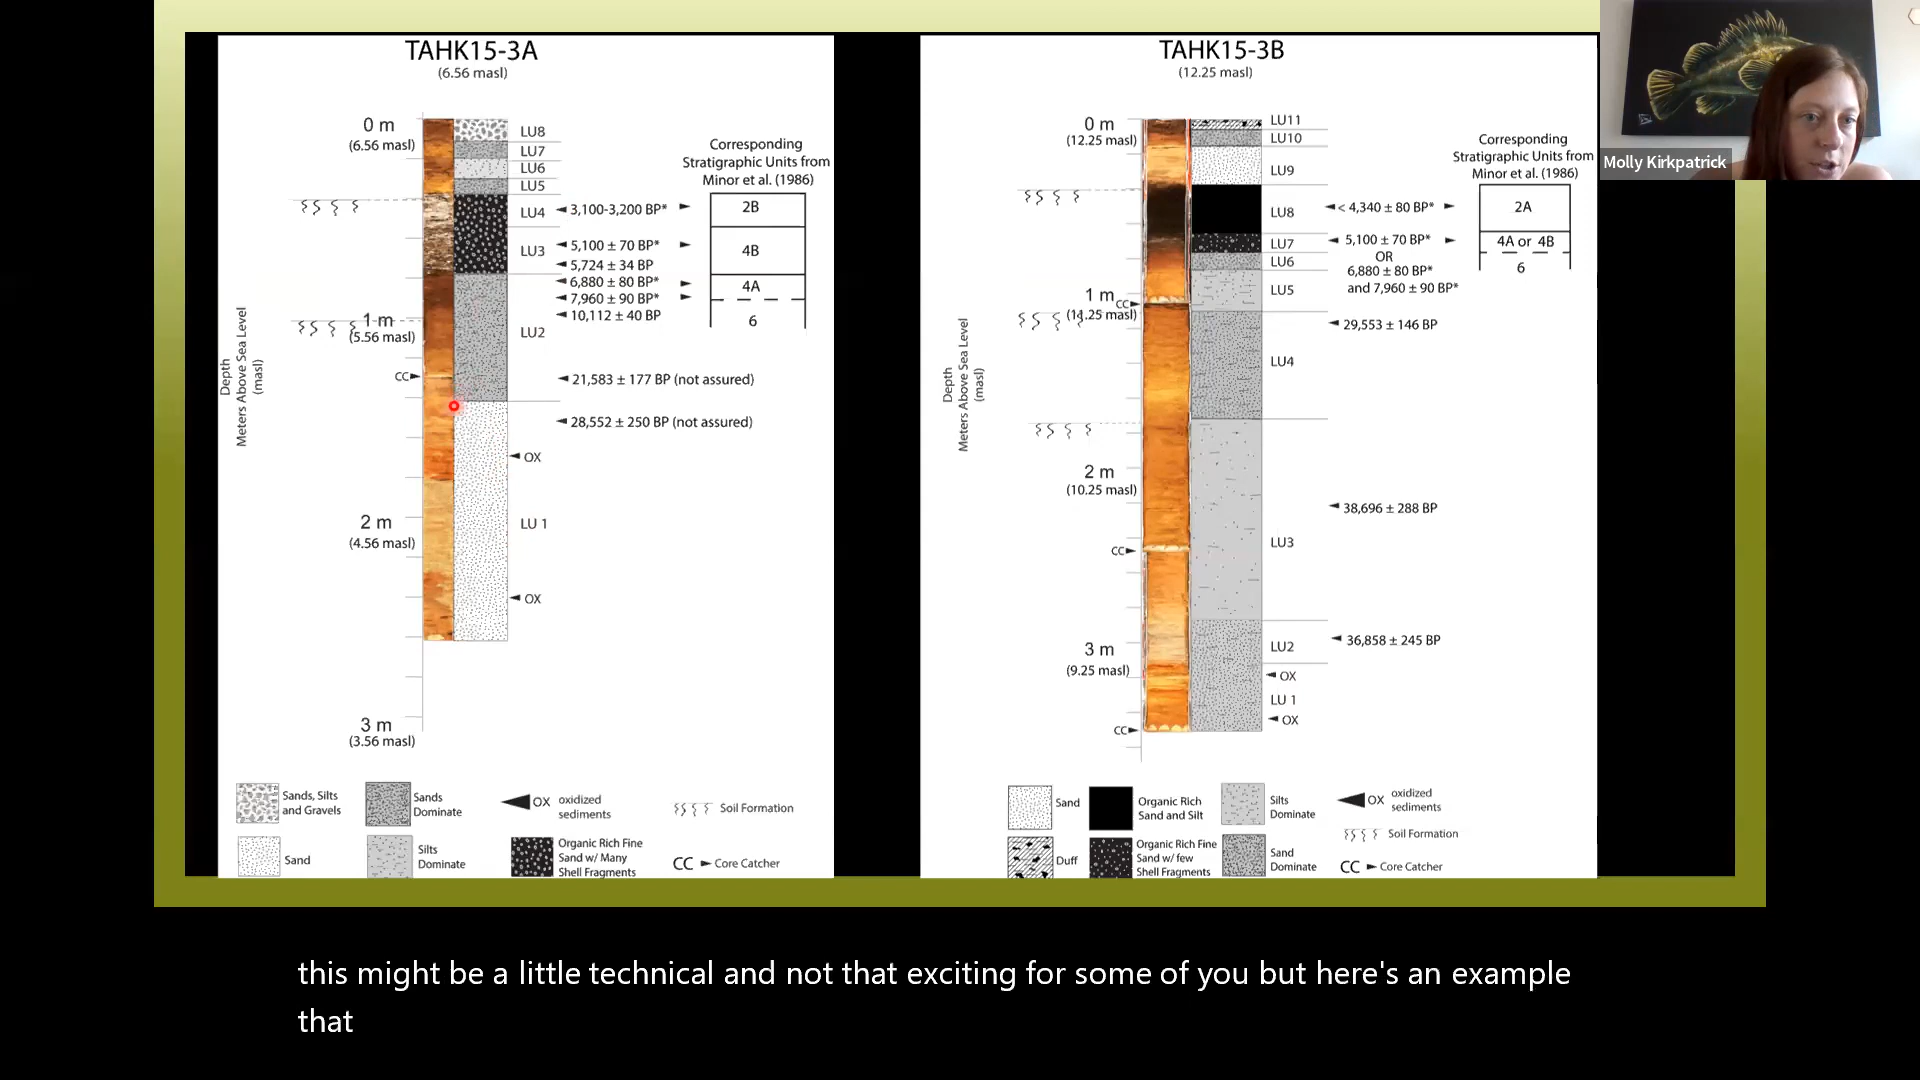 TAHK15-3A
(6.56 masl)
0 m
(6.56 masl)
1 m
(5.56 masl)
2 m
(4.56 masl)
3 m
(3.56 masl)
Depth
Meters Above Sea Level
(masl)
CC
LU8
LU7
LU6
LU5
LU4
LU3
LU2
OX
LU 1
OX
3,100-3,200 BP*
5,100 ± 70 BP*
5,724 ± 34 BP
6,880 ± 80 BP*
7,960 ± 90 BP*
10,112 ± 40 BP
21,583 ± 177 BP (not assured)
28,552 ± 250 BP (not assured)
Corresponding
Stratigraphic Units from
Minor et al. (1986)
2B
4B
4A
6
Sands, Silts
and Gravels
Sands
Dominate
OX oxidized
sediments
Soil Formation
Sand
Silts
Dominate
Organic Rich Fine
Sand w/ Many
Shell Fragments
CC Core Catcher
TAHK15-3B
(12.25 masl)
0 m
(12.25 masl)
1 m
(11.25 masl)
2 m
(10.25 masl)
3 m
(9.25 masl)
Depth
Meters Above Sea Level
(masl)
CC
CC
CC
LU11
LU10
LU9
LU8
LU7
LU6
LU5
LU4
LU3
LU2
OX
LU 1
OX
< 4,340 ± 80 BP*
5,100 ± 70 BP*
OR
6,880 ± 80 BP*
and 7,960 ± 90 BP*
29,553 ± 146 BP
38,696 ± 288 BP
36,858 ± 245 BP
Corresponding
Stratigraphic Units from
Minor et al. (1986)
2A
4A or 4B
6
Sand
Organic Rich
Sand and Silt
Silts
Dominate
OX oxidized
sediments
Soil Formation
Duff
Organic Rich Fine
Sand w/ few
Shell Fragments
Sand
Dominate
CC Core Catcher
Molly Kirkpatrick
this might be a little technical and not that exciting for some of you but here's an example
that